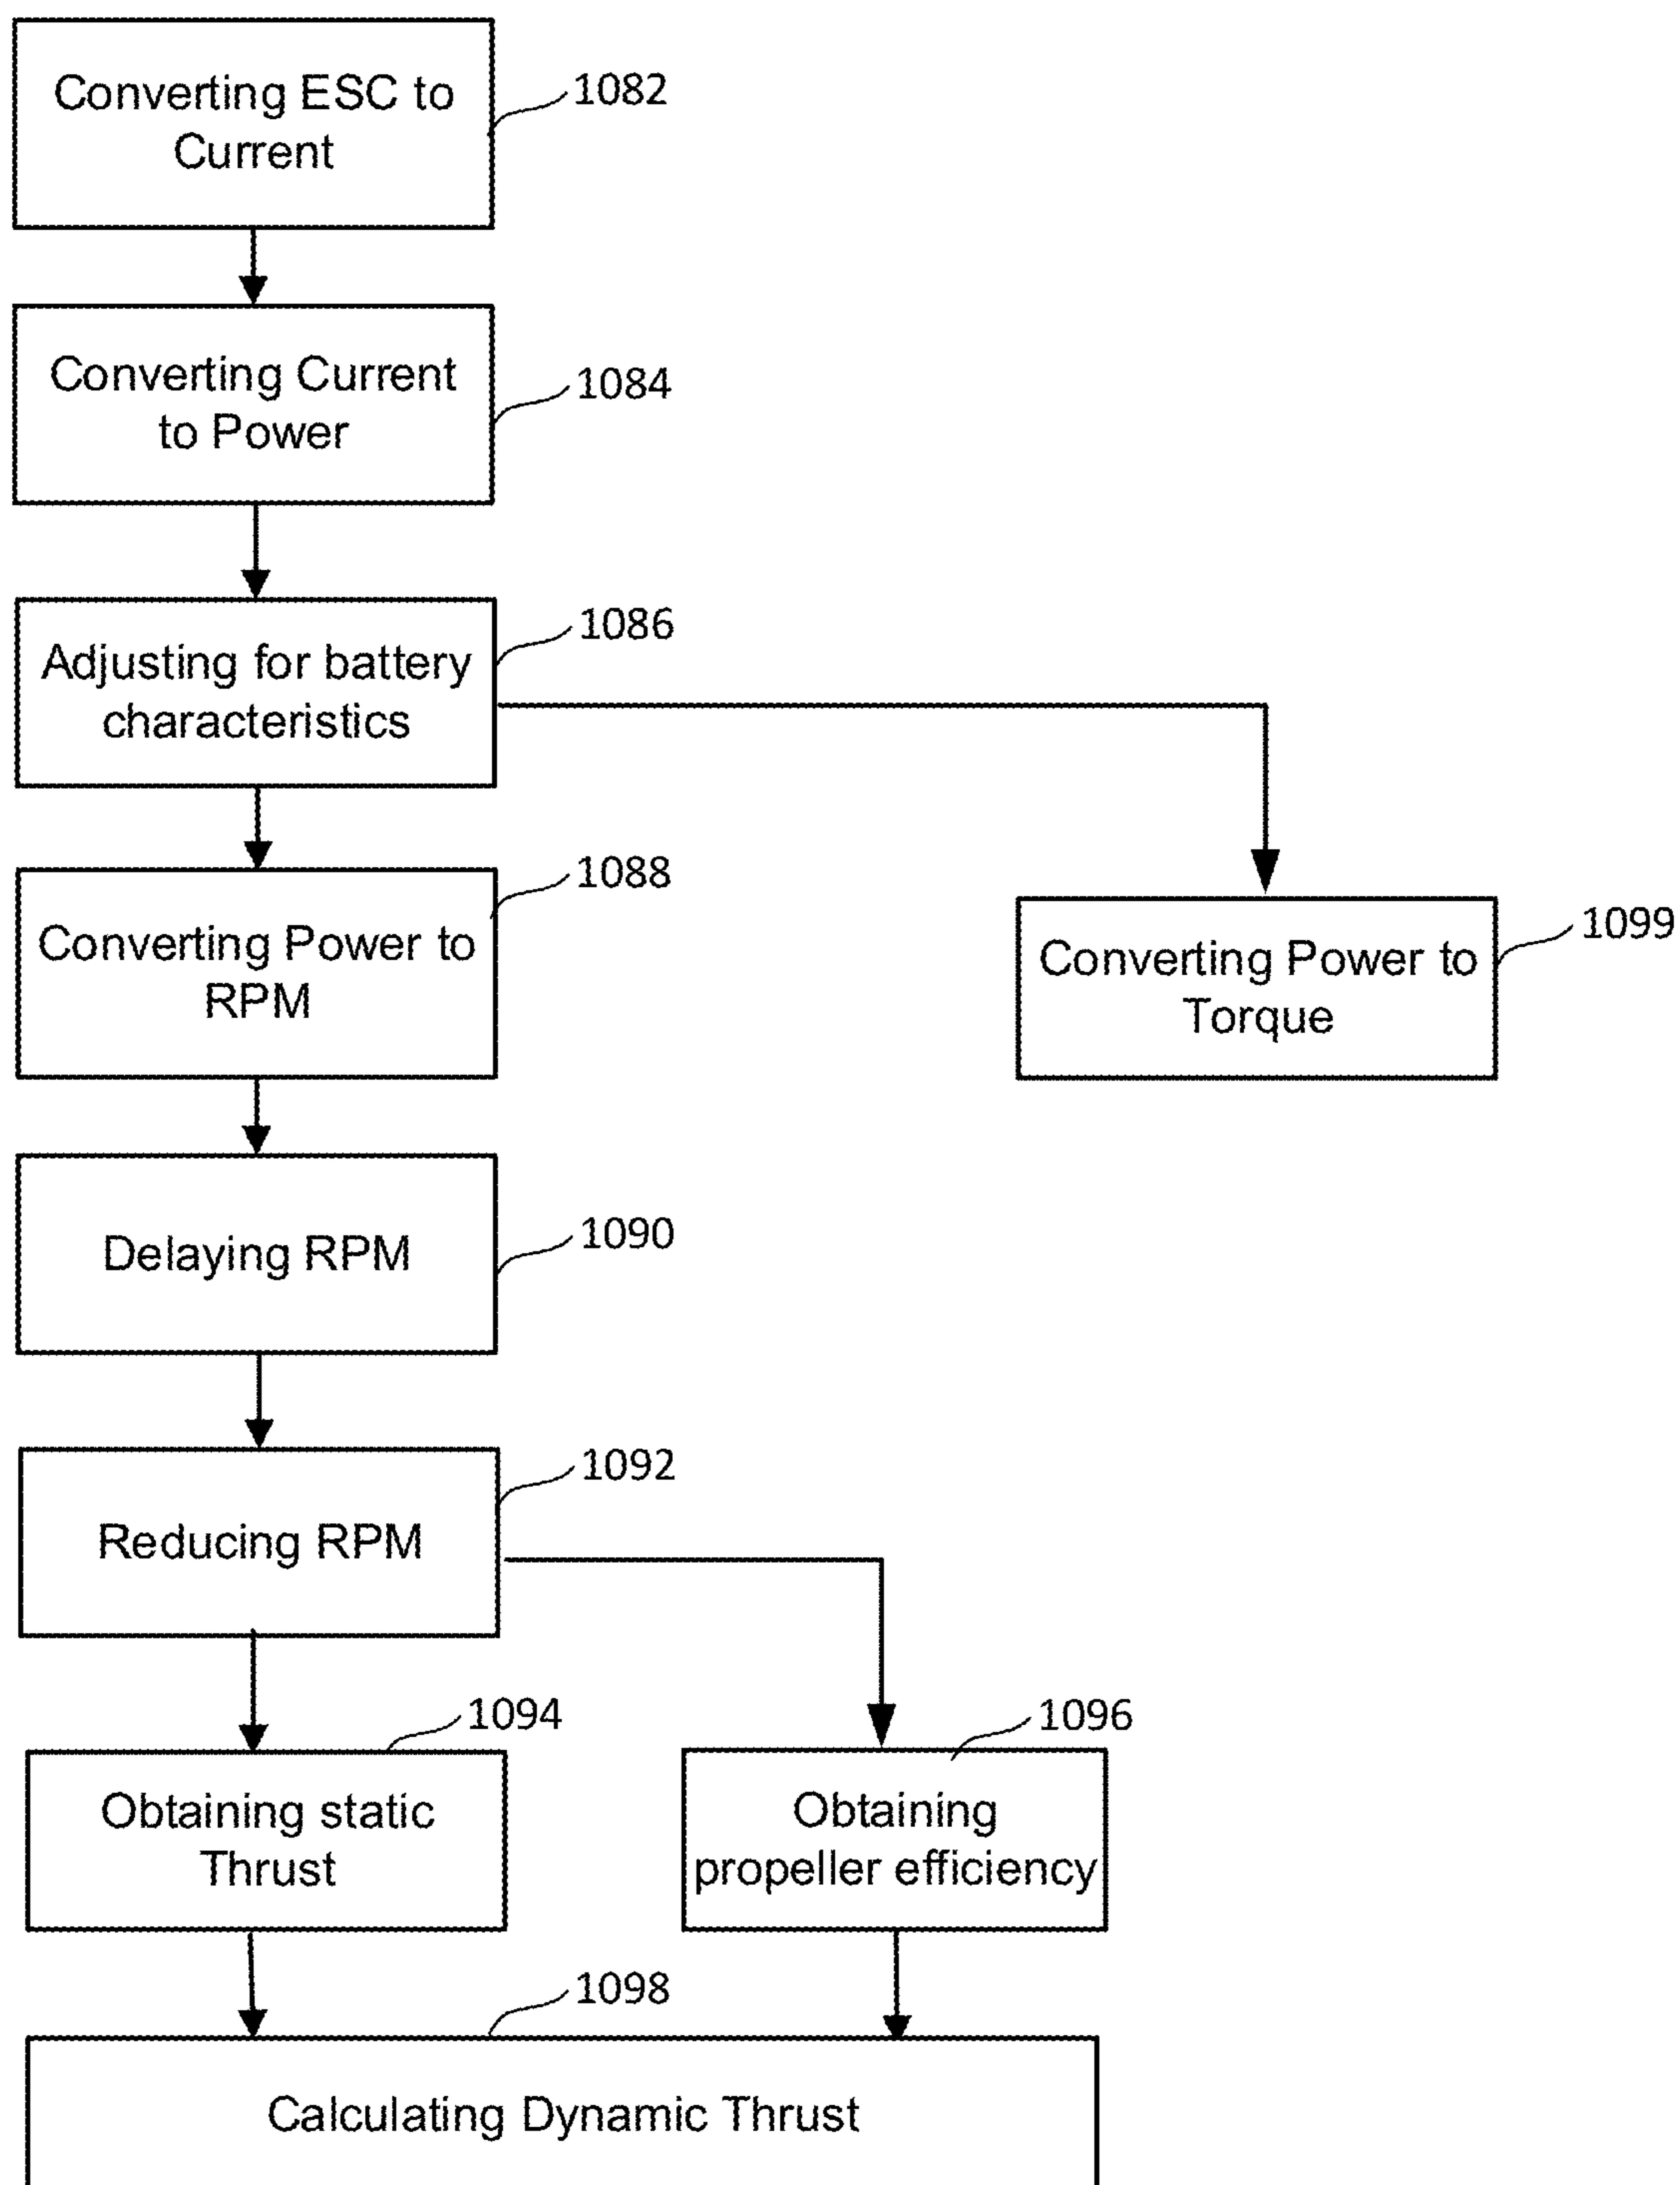 Converting ESC to
Current
1082
Converting Current
to Power
1084
Adjusting for battery
characteristics
1086
Converting Power to
RPM
1088
Converting Power to
Torque
1099
Delaying RPM
1090
Reducing RPM
1092
Obtaining static
Thrust
1094
Obtaining
propeller efficiency
1096
Calculating Dynamic Thrust
1098